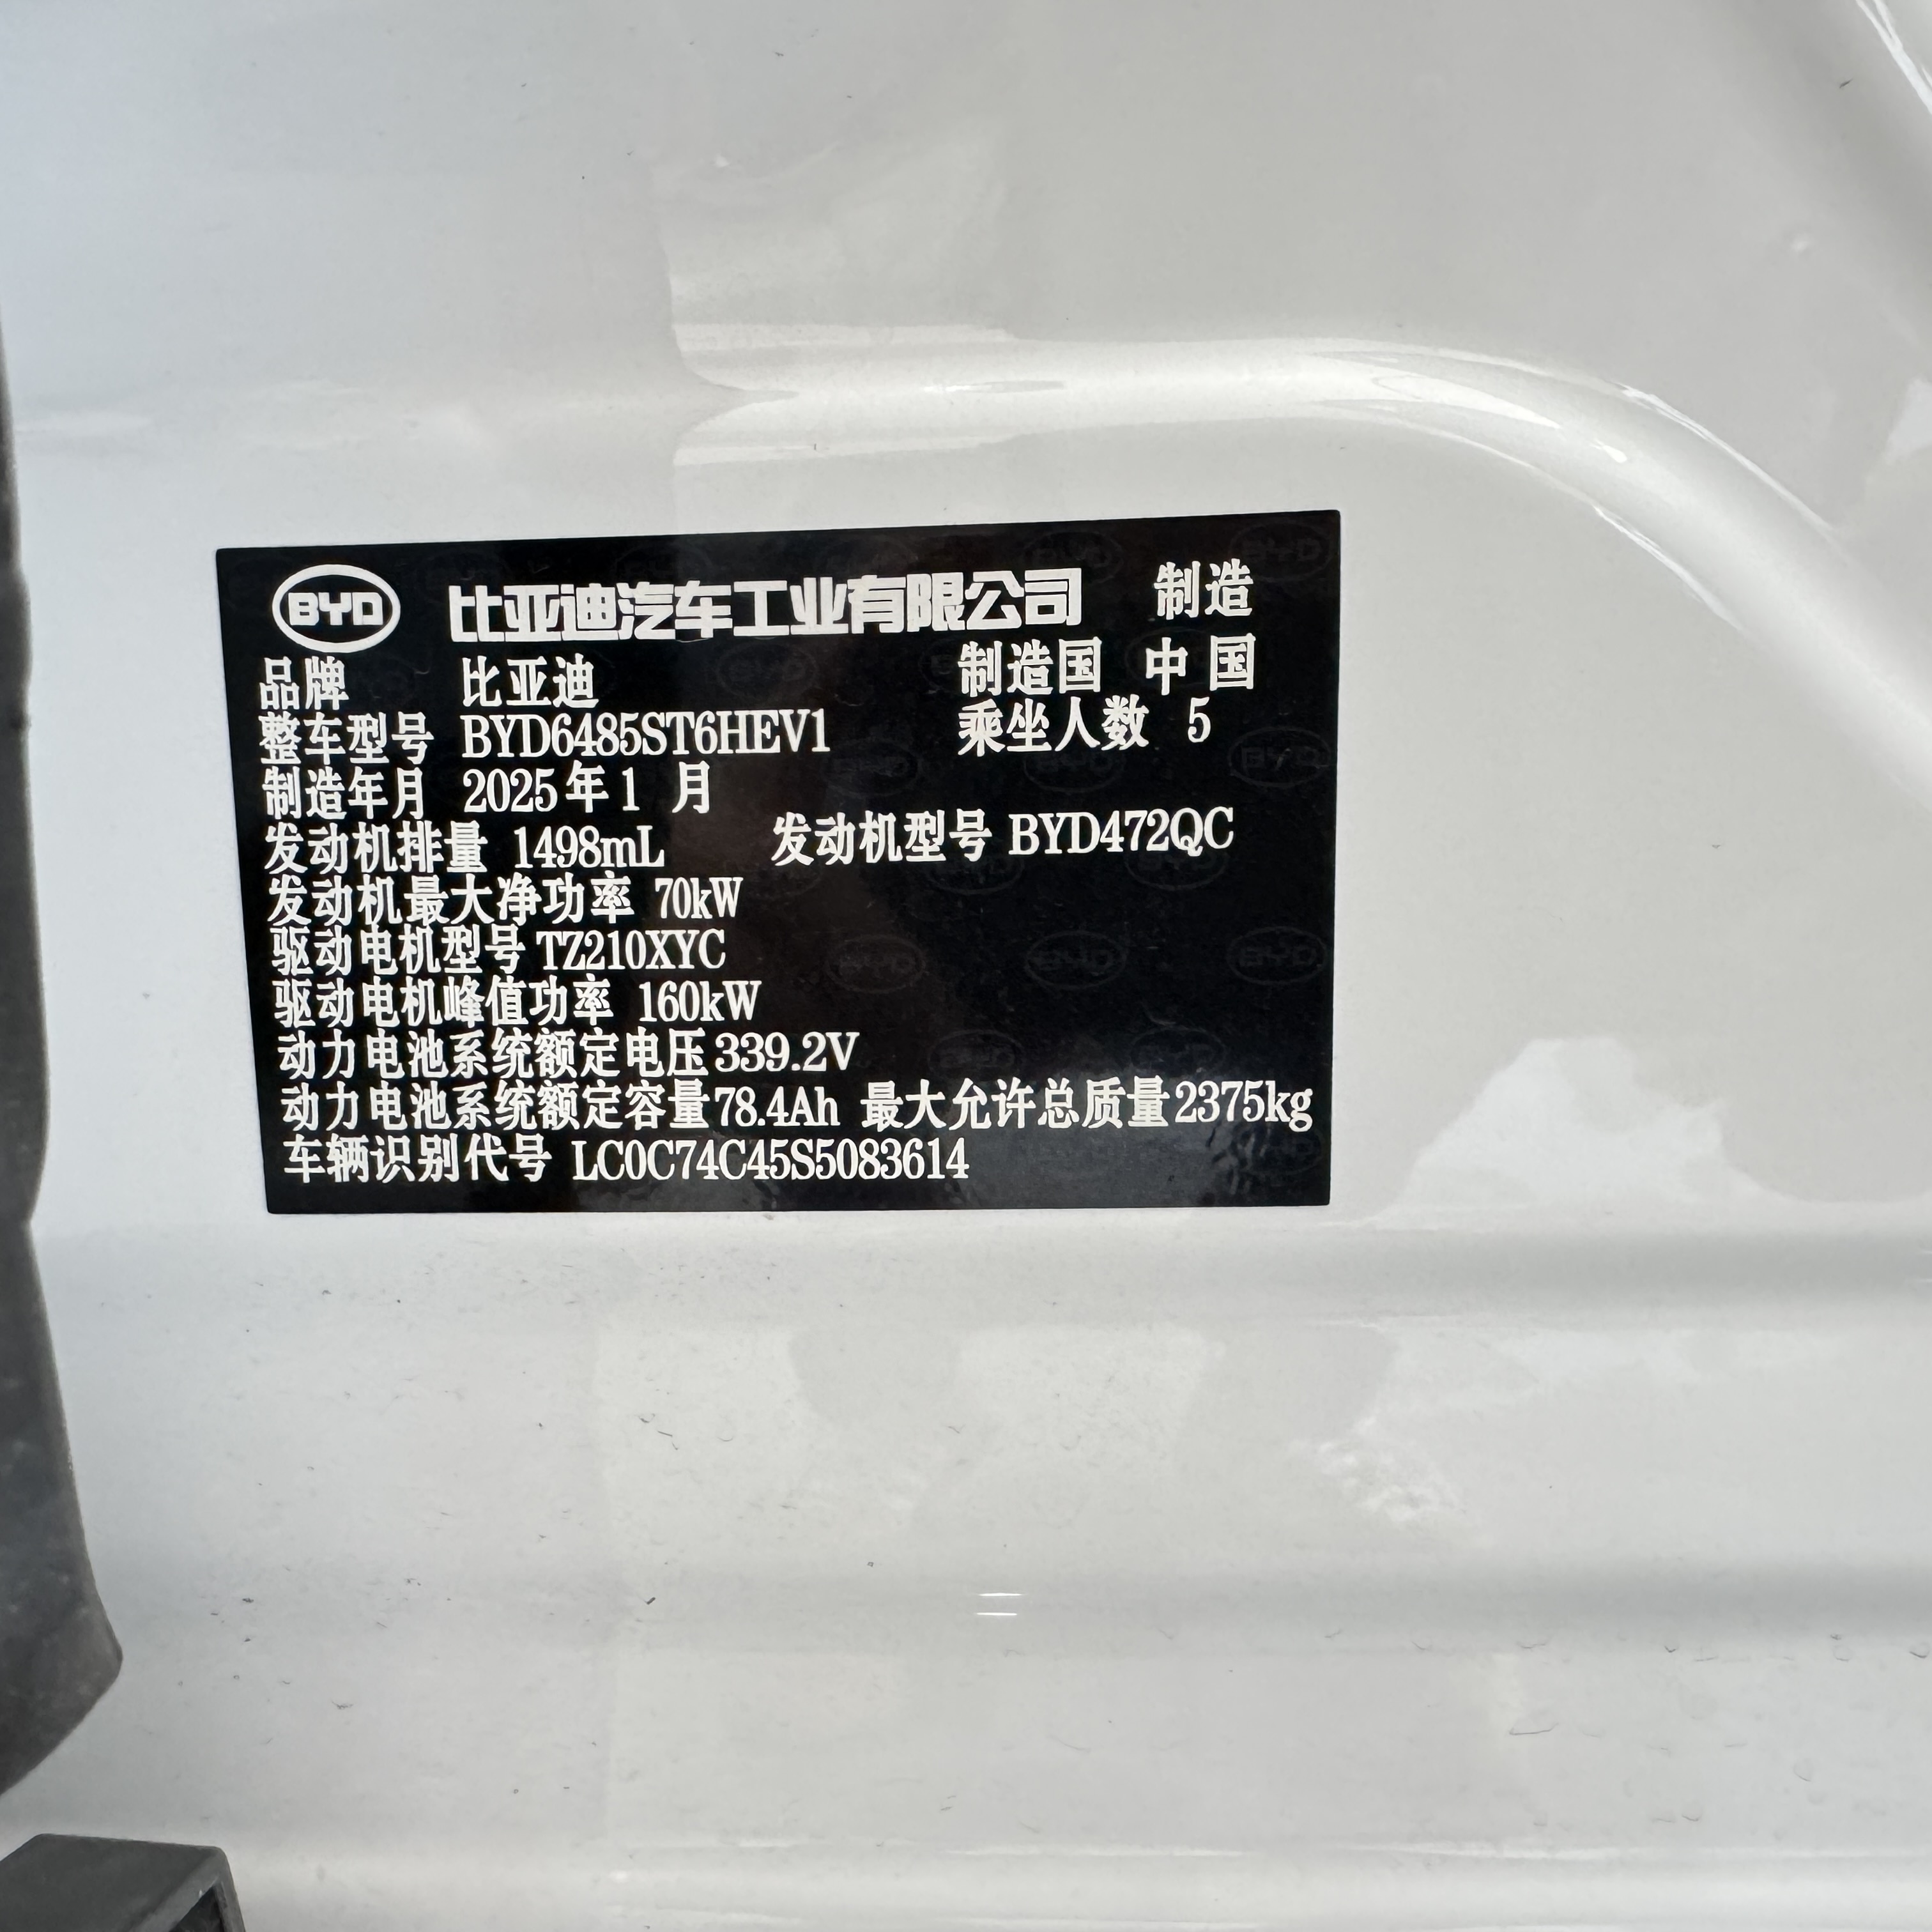 BYD 比亚迪汽车工业有限公司 制造
品牌 比亚迪 制造国 中国
整车型号 BYD6485ST6HEV1 乘坐人数 5
制造年月 2025年1月
发动机排量 1498mL 发动机型号 BYD472QC
发动机最大净功率 70kW
驱动电机型号 TZ210XYC
驱动电机峰值功率 160kW
动力电池系统额定电压 339.2V
动力电池系统额定容量 78.4Ah 最大允许总质量 2375kg
车辆识别代号 LC0C74C45S5083614